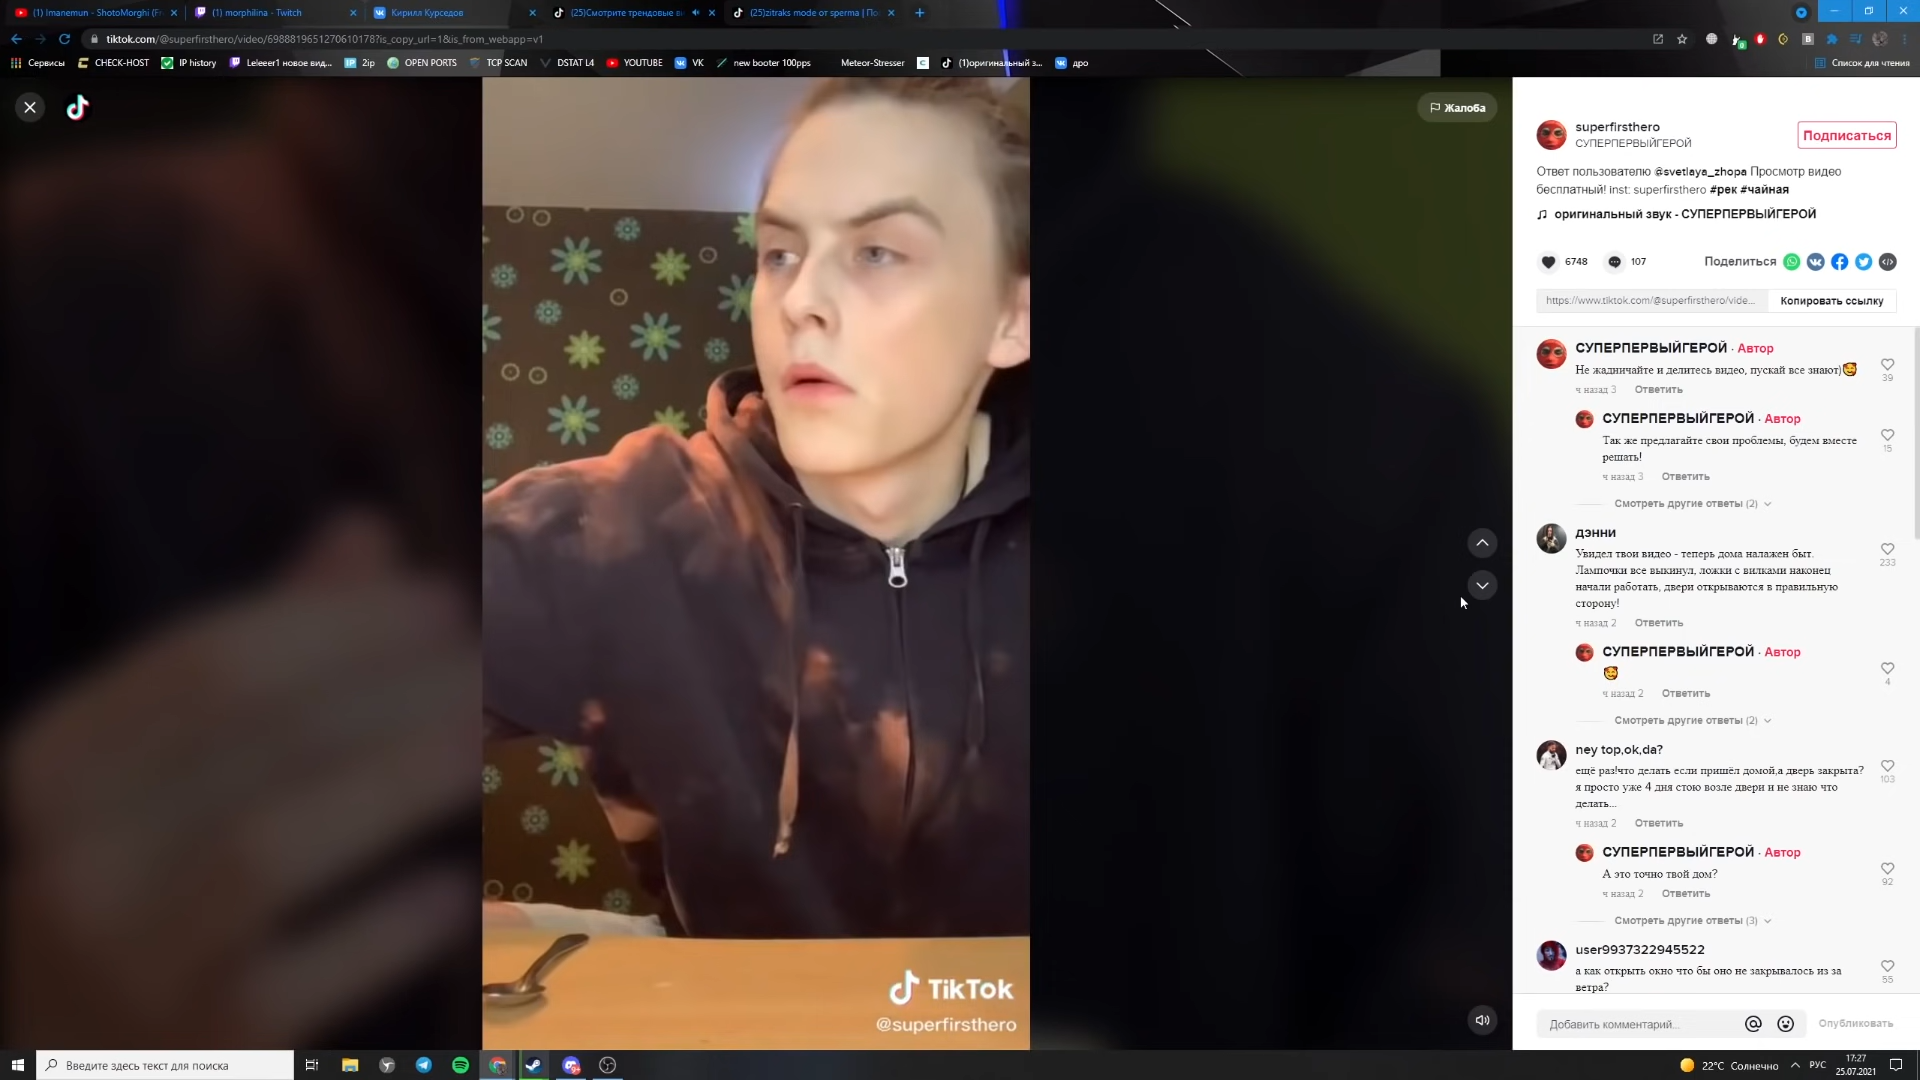 (1) Imanemun - ShotoMorghi (Fr
(1) morphilina - Twitch
Кирилл Курседов
(25)Смотрите трендовые ви
(25)zitraks mode от sperma | По
tiktok.com/@superfirsthero/video/6988819651270610178?is_copy_url=1&is_from_webapp=v1
Сервисы
CHECK-HOST
IP history
Leleeer1 новое вид...
2ip
OPEN PORTS
TCP SCAN
DSTAT L4
YOUTUBE
VK
new booter 100pps
Meteor-Stresser
(1)оригинальный з...
дро
Список для чтения
Жалоба
superfirsthero
СУПЕРПЕРВЫЙГЕРОЙ
Подписаться
Ответ пользователю @svetlaya_zhopa Просмотр видео
бесплатный! inst: superfirsthero #рек #чайная
оригинальный звук - СУПЕРПЕРВЫЙГЕРОЙ
6748
107
Поделиться
https://www.tiktok.com/@superfirsthero/vide...
Копировать ссылку
СУПЕРПЕРВЫЙГЕРОЙ · Автор
Не жадничайте и делитесь видео, пускай все знают)🥰
39
ч назад 3
Ответить
СУПЕРПЕРВЫЙГЕРОЙ · Автор
Так же предлагайте свои проблемы, будем вместе
решать!
15
ч назад 3
Ответить
Смотреть другие ответы (2)
дэнни
Увидел твои видео - теперь дома налажен быт.
Лампочки все выкинул, ложки с вилками наконец
начали работать, двери открываются в правильную
сторону!
233
ч назад 2
Ответить
СУПЕРПЕРВЫЙГЕРОЙ · Автор
🥰
4
ч назад 2
Ответить
Смотреть другие ответы (2)
ney top,ok,da?
ещё раз!что делать если пришёл домой,а дверь закрыта?
я просто уже 4 дня стою возле двери и не знаю что
делать...
103
ч назад 2
Ответить
СУПЕРПЕРВЫЙГЕРОЙ · Автор
А это точно твой дом?
92
ч назад 2
Ответить
Смотреть другие ответы (3)
user9937322945522
а как открыть окно что бы оно не закрывалось из за
ветра?
55
TikTok
@superfirsthero
Добавить комментарий...
Опубликовать
Введите здесь текст для поиска
22°C Солнечно
РУС
17:27
25.07.2021